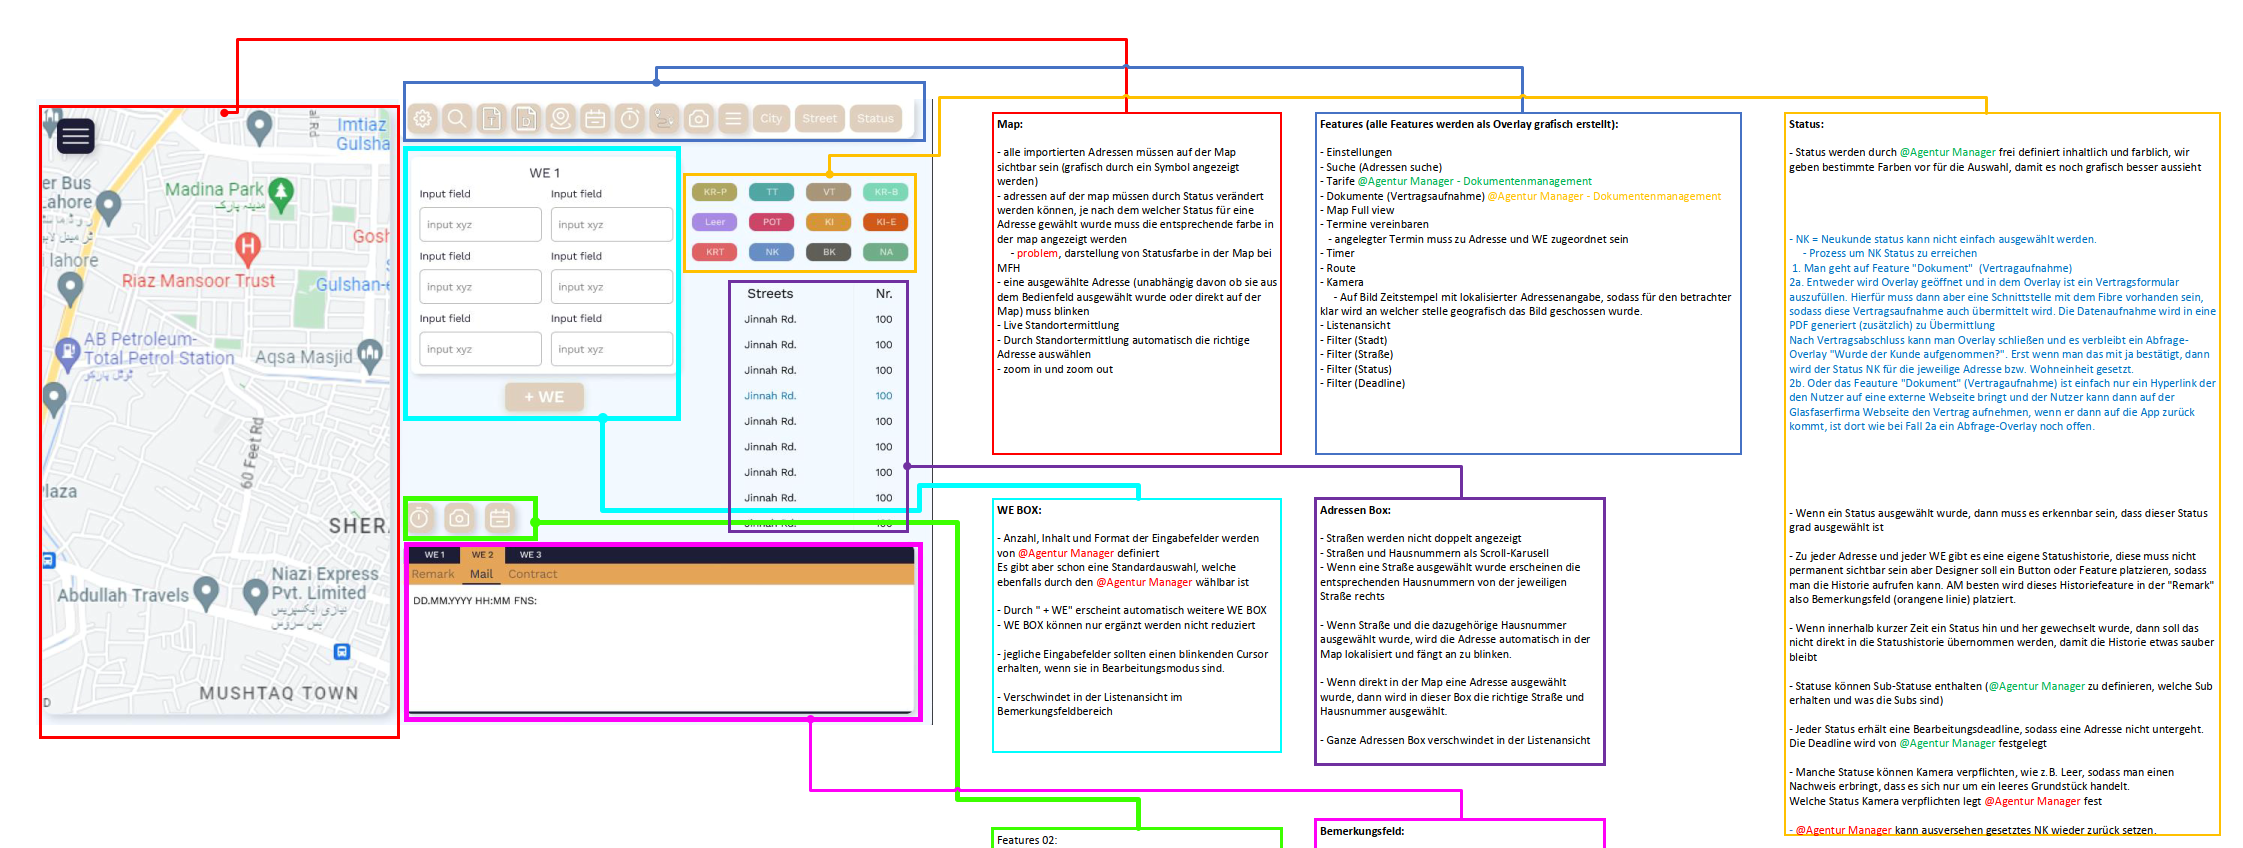 al Rd
Imtiaz
Gulsha
er Bus
Lahore
Madina Park
مدینہ پارک
Gosh
i lahore
Riaz Mansoor Trust
Gulshan-e
AB Petroleum-
Total Petrol Station
ٹوٹل پارکو
Aqsa Masjid
60 Feet Rd
laza
SHER
Niazi Express
Pvt. Limited
Abdullah Travels
MUSHTAQ TOWN
D
T
D
City
Street
Status
WE 1
Input field
Input field
input xyz
input xyz
Input field
Input field
input xyz
input xyz
Input field
Input field
input xyz
input xyz
+ WE
KR-P
TT
VT
KR-B
Leer
POT
KI
KI-E
KRT
NK
BK
NA
Streets Nr.
Jinnah Rd. 100
Jinnah Rd. 100
Jinnah Rd. 100
Jinnah Rd. 100
Jinnah Rd. 100
Jinnah Rd. 100
Jinnah Rd. 100
Jinnah Rd. 100
Jinnah Rd. 100
WE 1 WE 2 WE 3
Remark Mail Contract
DD.MM.YYYY HH:MM FNS:
Map:
- alle importierten Adressen müssen auf der Map
sichtbar sein (grafisch durch ein Symbol angezeigt
werden)
- adressen auf der map müssen durch Status verändert
werden können, je nach dem welcher Status für eine
Adresse gewählt wurde muss die entsprechende farbe in
der map angezeigt werden
- problem, darstellung von Statusfarbe in der Map bei
MFH
- eine ausgewählte Adresse (unabhängig davon ob sie aus
dem Bedienfeld ausgewählt wurde oder direkt auf der
Map) muss blinken
- Live Standortermittlung
- Durch Standortermittlung automatisch die richtige
Adresse auswählen
- zoom in und zoom out
Features (alle Features werden als Overlay grafisch erstellt):
- Einstellungen
- Suche (Adressen suche)
- Tarife @Agentur Manager - Dokumentenmanagement
- Dokumente (Vertragsaufnahme) @Agentur Manager - Dokumentenmanagement
- Map Full view
- Termine vereinbaren
- angelegter Termin muss zu Adresse und WE zugeordnet sein
- Timer
- Route
- Kamera
- Auf Bild Zeitstempel mit lokalisierter Adressenangabe, sodass für den betrachter
klar wird an welcher stelle geografisch das Bild geschossen wurde.
- Listenansicht
- Filter (Stadt)
- Filter (Straße)
- Filter (Status)
- Filter (Deadline)
Status:
- Status werden durch @Agentur Manager frei definiert inhaltlich und farblich, wir
geben bestimmte Farben vor für die Auswahl, damit es noch grafisch besser aussieht
- NK = Neukunde status kann nicht einfach ausgewählt werden.
- Prozess um NK Status zu erreichen
1. Man geht auf Feature "Dokument" (Vertragaufnahme)
2a. Entweder wird Overlay geöffnet und in dem Overlay ist ein Vertragsformular
auszufüllen. Hierfür muss dann aber eine Schnittstelle mit dem Fibre vorhanden sein,
sodass diese Vertragsaufnahme auch übermittelt wird. Die Datenaufnahme wird in eine
PDF generiert (zusätzlich) zu Übermittlung
Nach Vertragsabschluss kann man Overlay schließen und es verbleibt ein Abfrage-
Overlay "Wurde der Kunde aufgenommen?". Erst wenn man das mit ja bestätigt, dann
wird der Status NK für die jeweilige Adresse bzw. Wohneinheit gesetzt.
2b. Oder das Feauture "Dokument" (Vertragaufnahme) ist einfach nur ein Hyperlink der
den Nutzer auf eine externe Webseite bringt und der Nutzer kann dann auf der
Glasfaserfirma Webseite den Vertrag aufnehmen, wenn er dann auf die App zurück
kommt, ist dort wie bei Fall 2a ein Abfrage-Overlay noch offen.
- Wenn ein Status ausgewählt wurde, dann muss es erkennbar sein, dass dieser Status
grad ausgewählt ist
- Zu jeder Adresse und jeder WE gibt es eine eigene Statushistorie, diese muss nicht
permanent sichtbar sein aber Designer soll ein Button oder Feature platzieren, sodass
man die Historie aufrufen kann. AM besten wird dieses Historiefeature in der "Remark"
also Bemerkungsfeld (orangene linie) platziert.
- Wenn innerhalb kurzer Zeit ein Status hin und her gewechselt wurde, dann soll das
nicht direkt in die Statushistorie übernommen werden, damit die Historie etwas sauber
bleibt
- Statuse können Sub-Statuse enthalten (@Agentur Manager zu definieren, welche Sub
erhalten und was die Subs sind)
- Jeder Status erhält eine Bearbeitungsdeadline, sodass eine Adresse nicht untergeht.
Die Deadline wird von @Agentur Manager festgelegt
- Manche Statuse können Kamera verpflichten, wie z.B. Leer, sodass man einen
Nachweis erbringt, dass es sich nur um ein leeres Grundstück handelt.
Welche Status Kamera verpflichten legt @Agentur Manager fest
- @Agentur Manager kann ausversehen gesetztes NK wieder zurück setzen.
WE BOX:
- Anzahl, Inhalt und Format der Eingabefelder werden
von @Agentur Manager definiert
Es gibt aber schon eine Standardauswahl, welche
ebenfalls durch den @Agentur Manager wählbar ist
- Durch " + WE" erscheint automatisch weitere WE BOX
- WE BOX können nur ergänzt werden nicht reduziert
- jegliche Eingabefelder sollten einen blinkenden Cursor
erhalten, wenn sie in Bearbeitungsmodus sind.
- Verschwindet in der Listenansicht im
Bemerkungsfeldbereich
Adressen Box:
- Straßen werden nicht doppelt angezeigt
- Straßen und Hausnummern als Scroll-Karusell
- Wenn eine Straße ausgewählt wurde erscheinen die
entsprechenden Hausnummern von der jeweiligen
Straße rechts
- Wenn Straße und die dazugehörige Hausnummer
ausgewählt wurde, wird die Adresse automatisch in der
Map lokalisiert und fängt an zu blinken.
- Wenn direkt in der Map eine Adresse ausgewählt
wurde, dann wird in dieser Box die richtige Straße und
Hausnummer ausgewählt.
- Ganze Adressen Box verschwindet in der Listenansicht
Features 02:
Bemerkungsfeld: